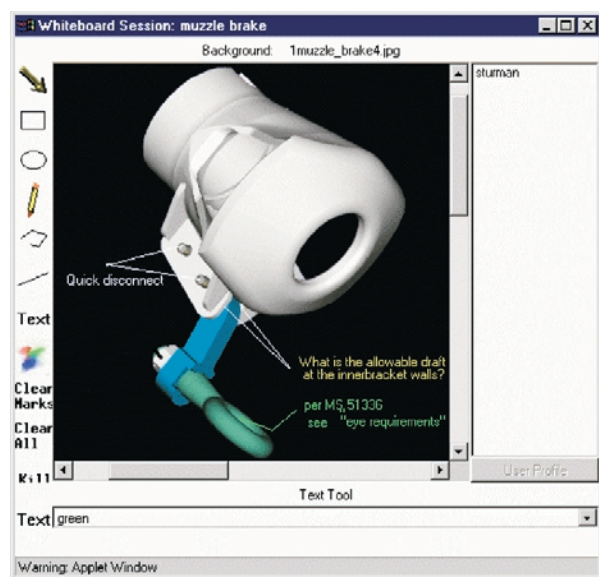 Whiteboard Session: muzzle brake
Background: 1muzzle_brake4.jpg
sturman
Quick disconnect
Text
What is the allowable draft
at the innerbracket walls?
Clear
Marks
per MS,51336
see "eye requirements"
Clear
All
Kill
User Profile
Text Tool
Text green
Warning: Applet Window